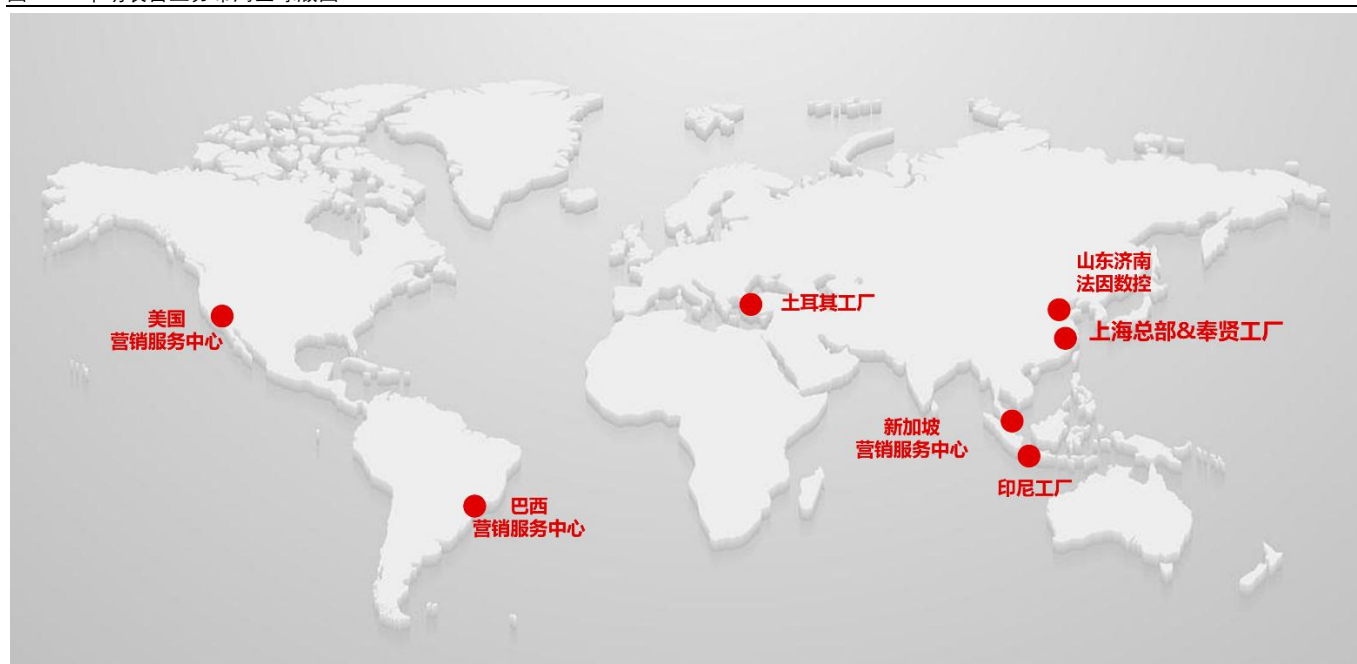 山东济南
法因数控
土耳其工厂
美国
营销服务中心
上海总部&奉贤工厂
新加坡
营销服务中心
印尼工厂
巴西
营销服务中心